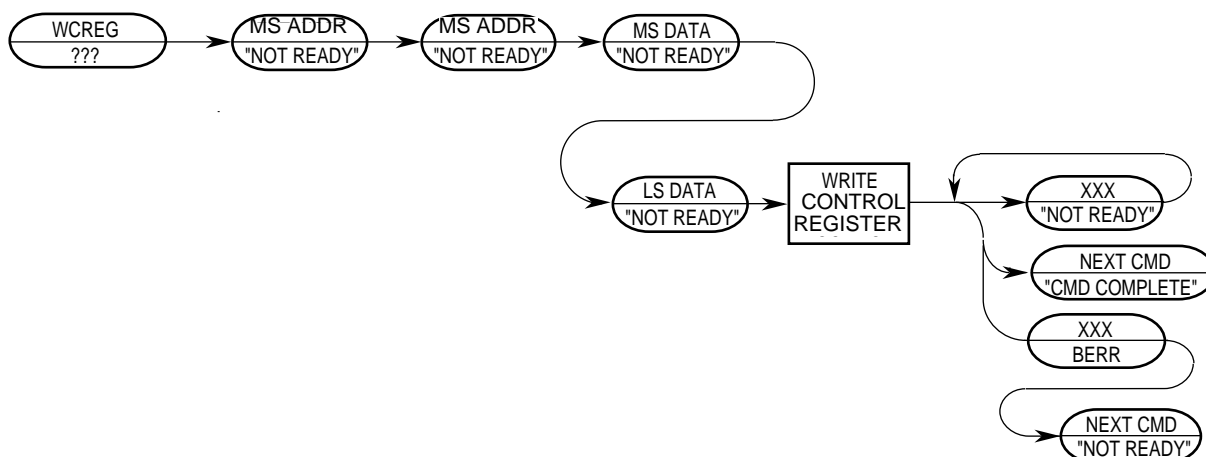 WCREG
???
MS ADDR
"NOT READY"
MS ADDR
"NOT READY"
MS DATA
"NOT READY"
LS DATA
"NOT READY"
WRITE
CONTROL
REGISTER
XXX
"NOT READY"
NEXT CMD
"CMD COMPLETE"
XXX
BERR
NEXT CMD
"NOT READY"